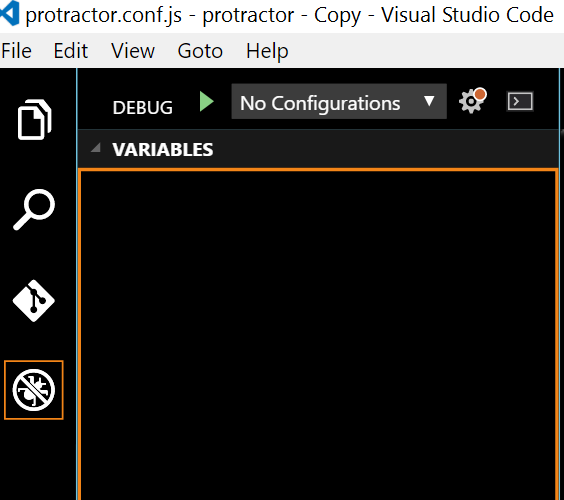 protractor.conf.js - protractor - Copy - Visual Studio Code
File Edit View Goto Help
DEBUG No Configurations
VARIABLES